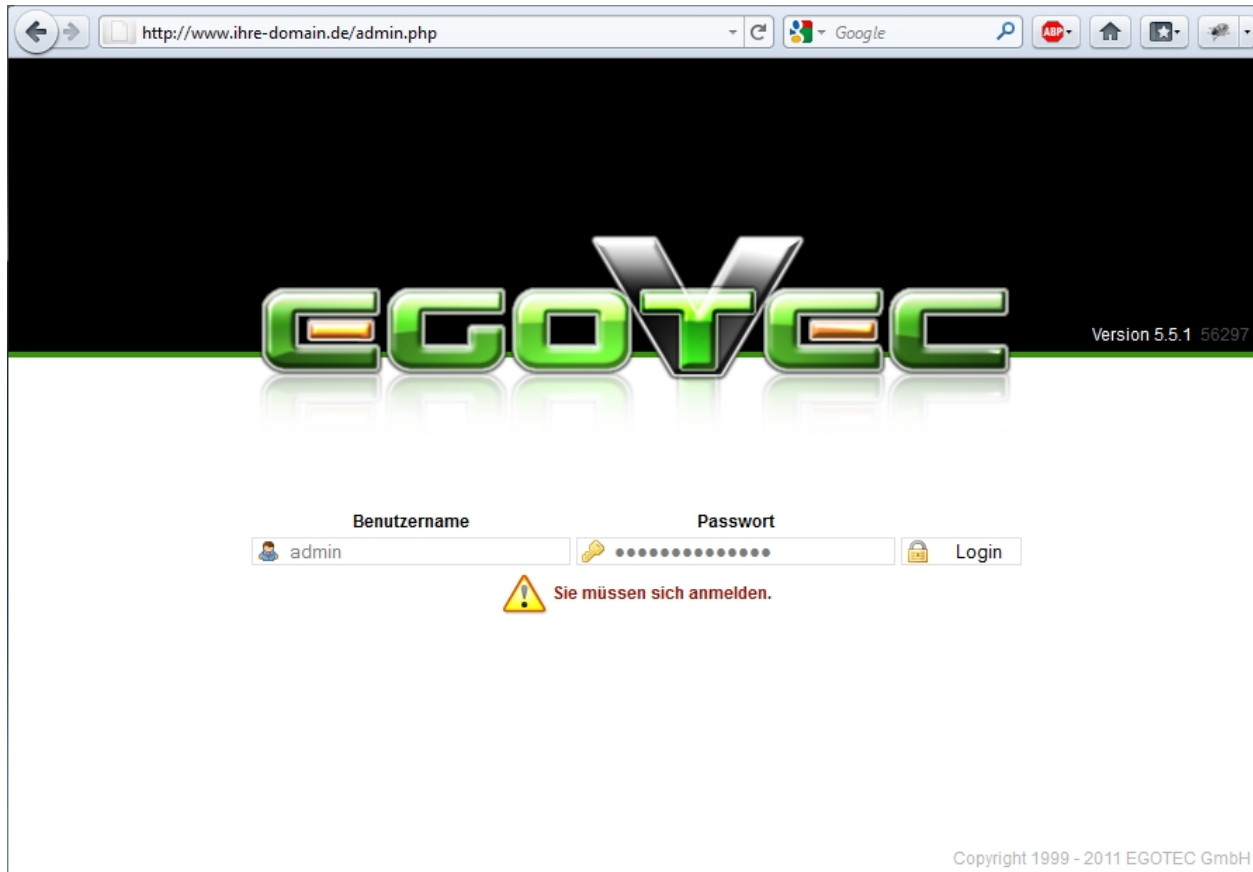 http://www.ihre-domain.de/admin.php
Google
ABP
EGOTEC
V
Version 5.5.1 56297
Benutzername
Passwort
admin
Login
Sie müssen sich anmelden.
Copyright 1999 - 2011 EGOTEC GmbH